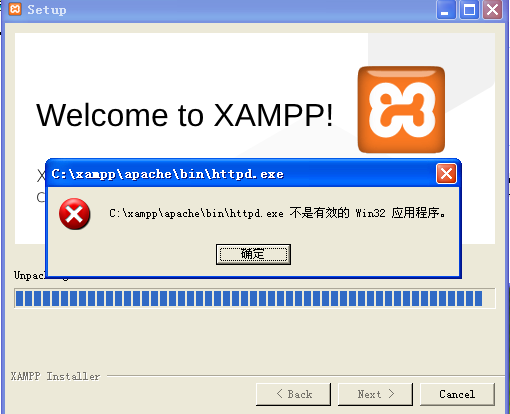 Setup
Welcome to XAMPP!
X
C:\xampp\apache\bin\httpd.exe
C:\xampp\apache\bin\httpd.exe 不是有效的 Win32 应用程序。
确定
XAMPP Installer
< Back
Next >
Cancel